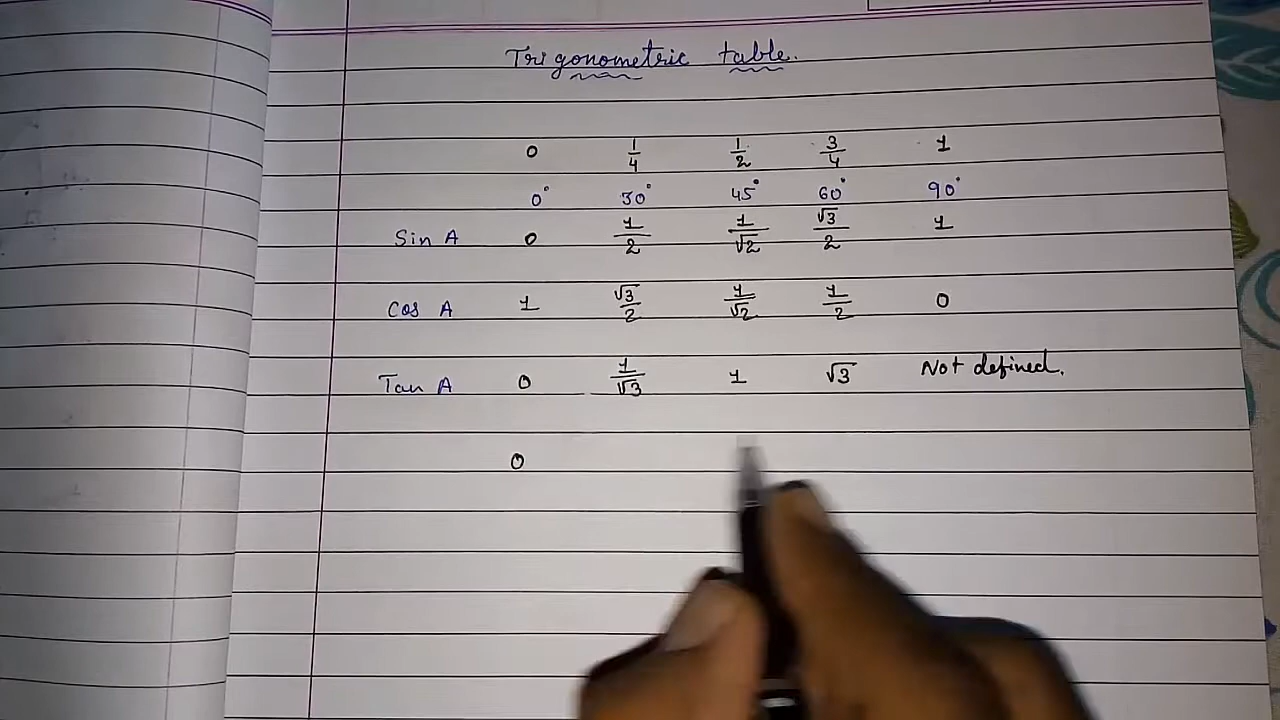 Trigonometric table.
0 1/4 1/2 3/4 1
0° 30° 45° 60° 90°
Sin A 0 1/2 1/√2 √3/2 1
Cos A 1 √3/2 1/√2 1/2 0
Tan A 0 1/√3 1 √3 Not defined.
0